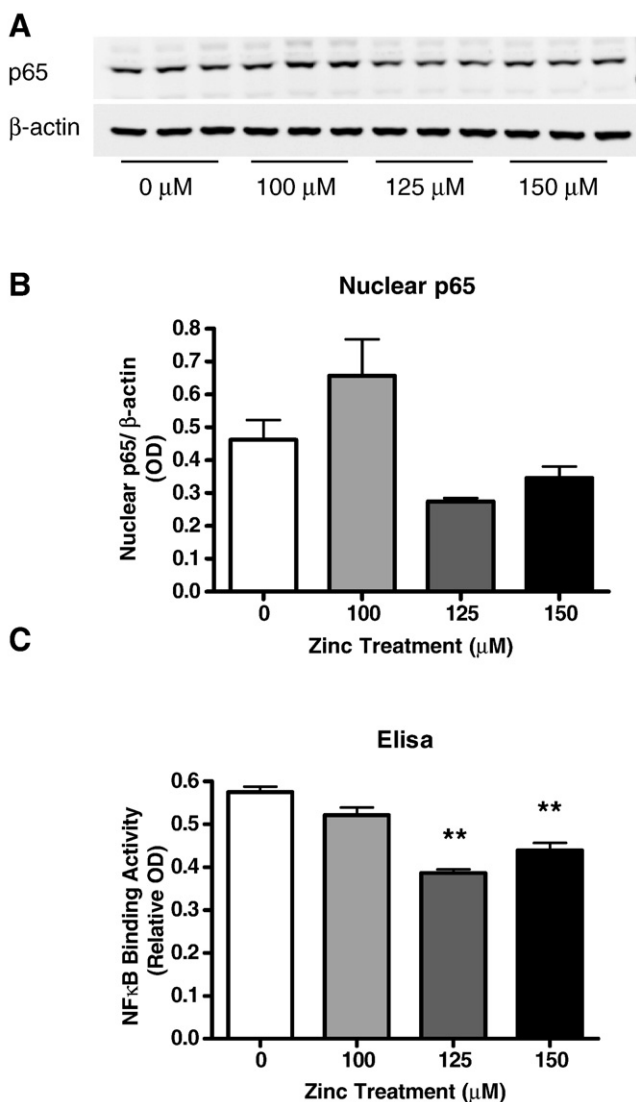 A
p65
β-actin
0 μM 100 μM 125 μM 150 μM
B
Nuclear p65
0.8
0.7
0.6
0.5
0.4
0.3
0.2
0.1
0.0
Nuclear p65/ β-actin
(OD)
0 100 125 150
Zinc Treatment (μM)
C
Elisa
0.6
0.5
0.4
0.3
0.2
0.1
0.0
NFκB Binding Activity
(Relative OD)
** **
0 100 125 150
Zinc Treatment (μM)